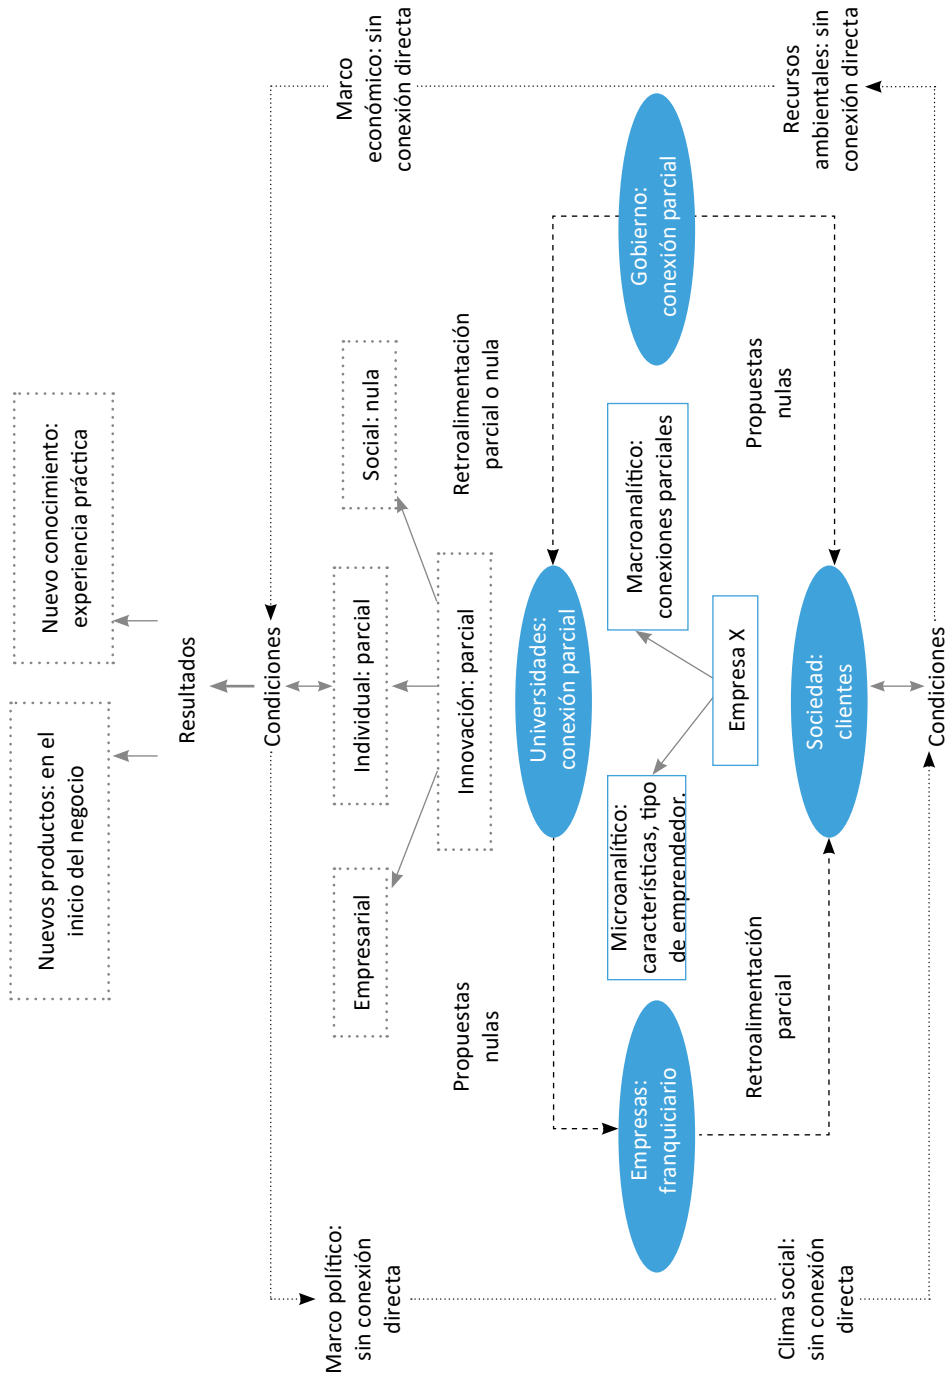 Nuevos productos: en el
inicio del negocio
Nuevo conocimiento:
experiencia práctica
Resultados
Condiciones
Marco político:
sin conexión
directa
Empresarial
Individual: parcial
Social: nula
Marco
económico: sin
conexión directa
Innovación: parcial
Propuestas
nulas
Retroalimentación
parcial o nula
Universidades:
conexión parcial
Empresas:
franquiciario
Microanalítico:
características, tipo
de emprendedor.
Macroanalítico:
conexiones parciales
Gobierno:
conexión parcial
Empresa X
Retroalimentación
parcial
Propuestas
nulas
Clima social:
sin conexión
directa
Sociedad:
clientes
Recursos
ambientales: sin
conexión directa
Condiciones